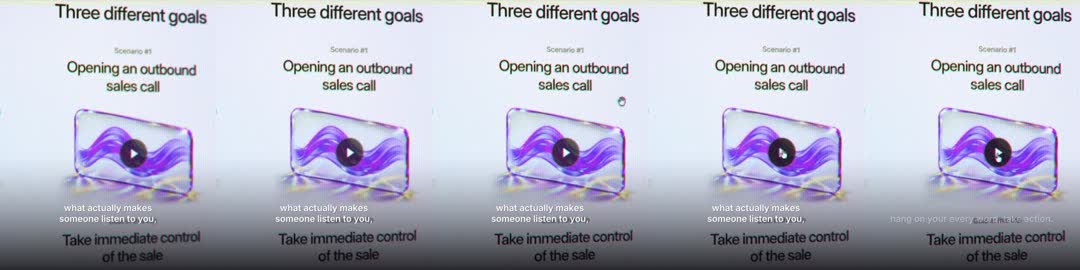 Three different goals
Scenario #1
Opening an outbound
sales call
what actually makes
someone listen to you,
Take immediate control
of the sale
Three different goals
Scenario #1
Opening an outbound
sales call
what actually makes
someone listen to you,
Take immediate control
of the sale
Three different goals
Scenario #1
Opening an outbound
sales call
what actually makes
someone listen to you,
Take immediate control
of the sale
Three different goals
Scenario #1
Opening an outbound
sales call
what actually makes
someone listen to you,
Take immediate control
of the sale
Three different goals
Scenario #1
Opening an outbound
sales call
hang on your every word, take action.
Take immediate control
of the sale